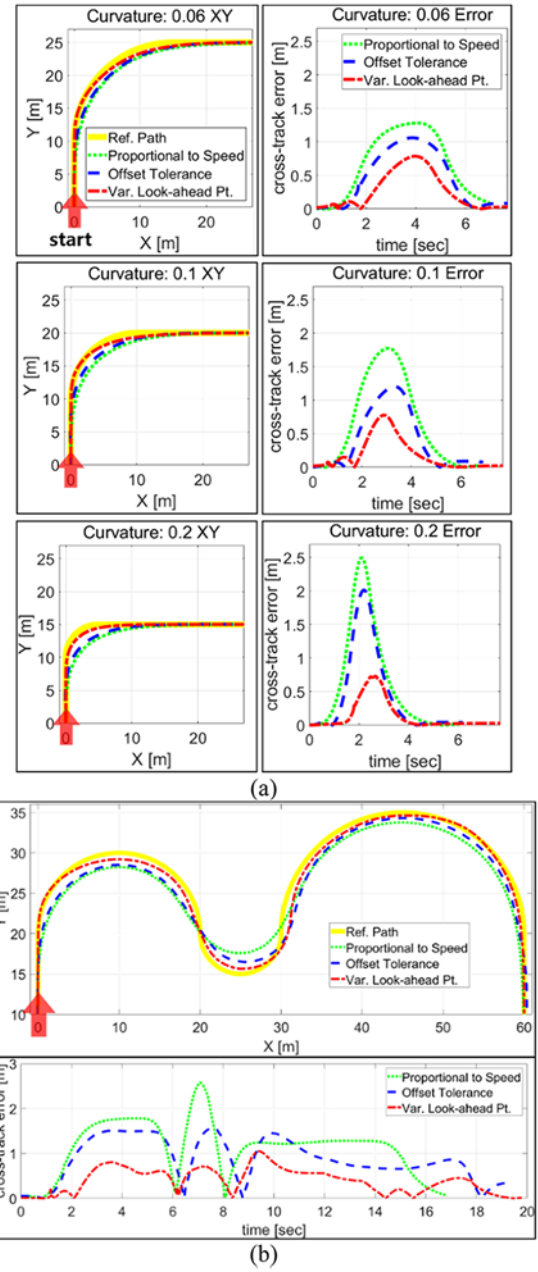 Curvature: 0.06 XY
25
20
15
10
5
0
Y [m]
Ref. Path
Proportional to Speed
Offset Tolerance
Var. Look-ahead Pt.
0 10 20
start
X [m]
Curvature: 0.06 Error
2.5
2
1.5
1
0.5
0
cross-track error [m]
Proportional to Speed
Offset Tolerance
Var. Look-ahead Pt.
0 2 4 6
time [sec]
Curvature: 0.1 XY
25
20
15
10
5
0
Y [m]
0 10 20
X [m]
Curvature: 0.1 Error
2.5
2
1.5
1
0.5
0
cross-track error [m]
0 2 4 6
time [sec]
Curvature: 0.2 XY
25
20
15
10
5
0
Y [m]
0 10 20
X [m]
Curvature: 0.2 Error
2.5
2
1.5
1
0.5
0
cross-track error [m]
0 2 4 6
time [sec]
(a)
35
30
25
20
15
10
Ref. Path
Proportional to Speed
Offset Tolerance
Var. Look-ahead Pt.
0 10 20 30 40 50 60
X [m]
3
2
1
0
cross-track error [m]
Proportional to Speed
Offset Tolerance
Var. Look-ahead Pt.
0 2 4 6 8 10 12 14 16 18 20
time [sec]
(b)